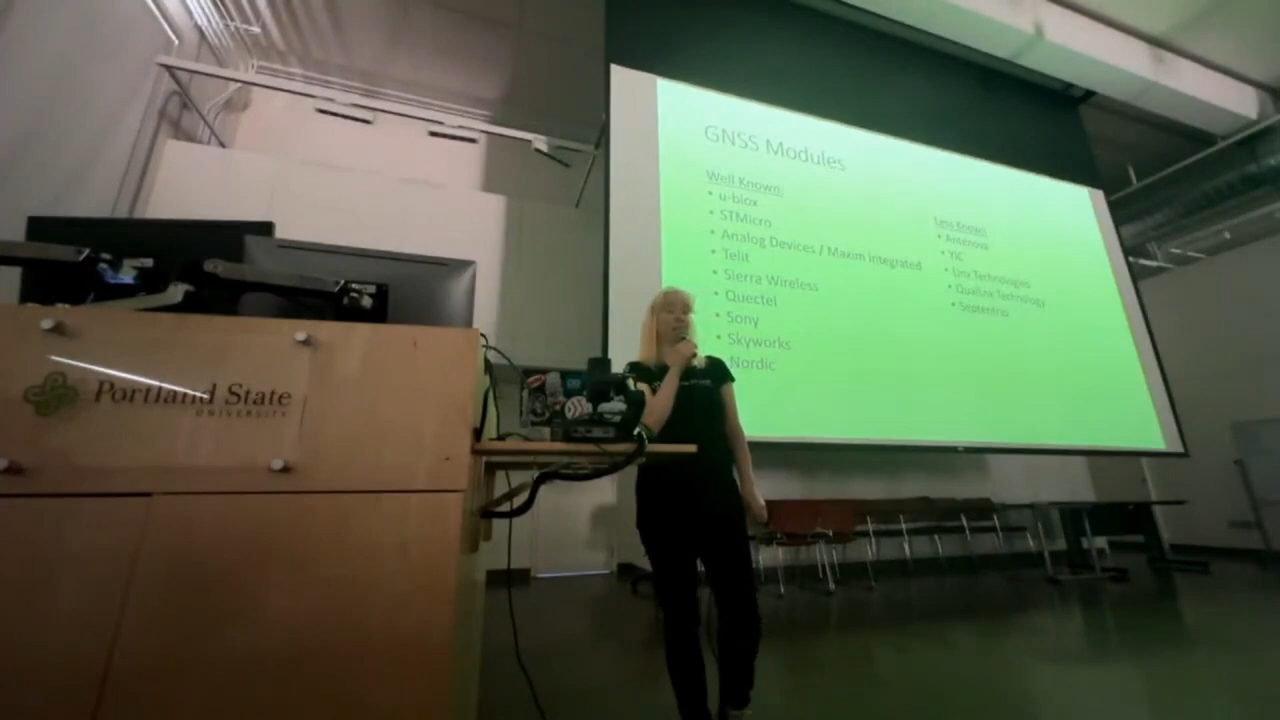 GNSS Modules
Well Known
• u-blox
• STMicro
• Analog Devices / Maxim Integrated
• Telit
• Sierra Wireless
• Quectel
• Sony
• Skyworks
Nordic
Less Known
• Antenova
• YIC
• Linx Technologies
• Quallink Technology
• Septentrio
Portland State
UNIVERSITY